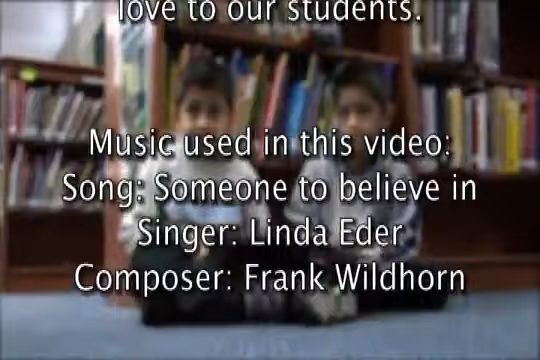 love to our students.
Music used in this video:
Song: Someone to believe in
Singer: Linda Eder
Composer: Frank Wildhorn